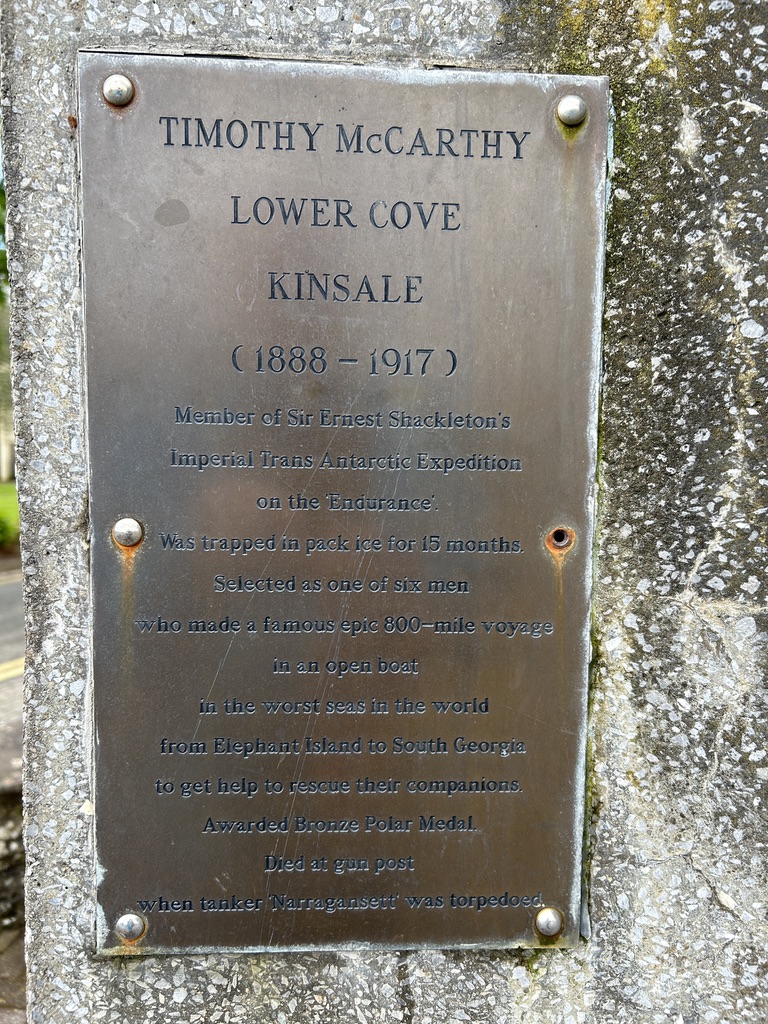 TIMOTHY McCARTHY
LOWER COVE
KINSALE
(1888 – 1917)
Member of Sir Ernest Shackleton's
Imperial Trans Antarctic Expedition
on the 'Endurance'.
Was trapped in pack ice for 15 months.
Selected as one of six men
who made a famous epic 800–mile voyage
in an open boat
in the worst seas in the world
from Elephant Island to South Georgia
to get help to rescue their companions.
Awarded Bronze Polar Medal.
Died at gun post
when tanker 'Narragansett' was torpedoed.